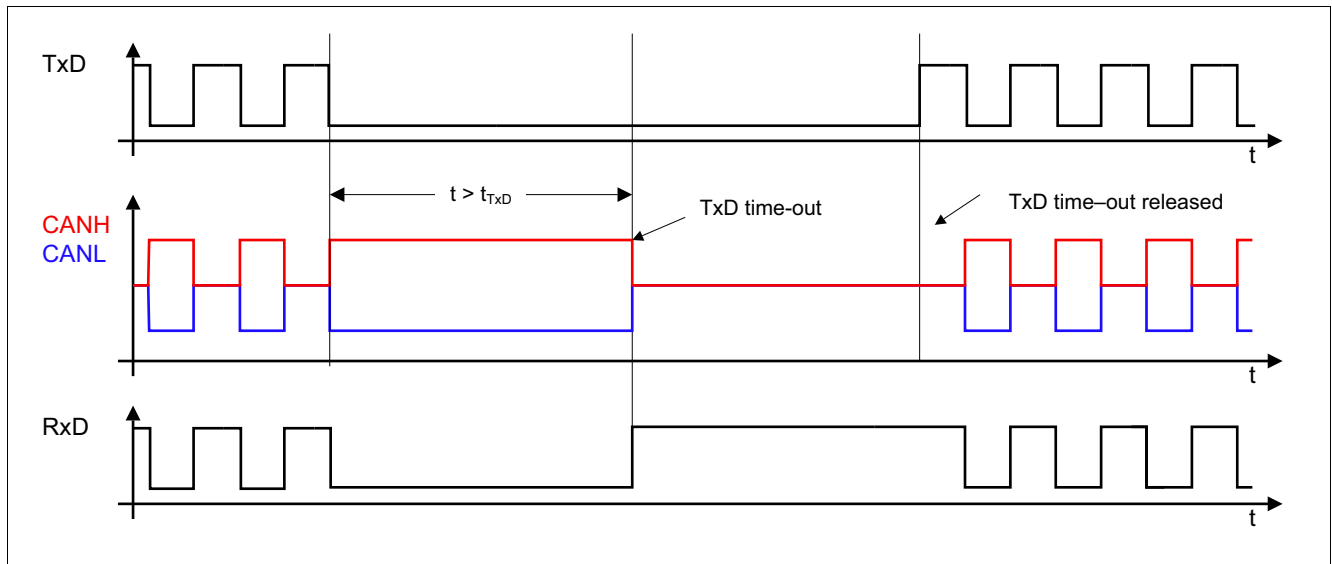 TxD
t
t > tTxD
TxD time-out
TxD time–out released
CANH
CANL
t
RxD
t